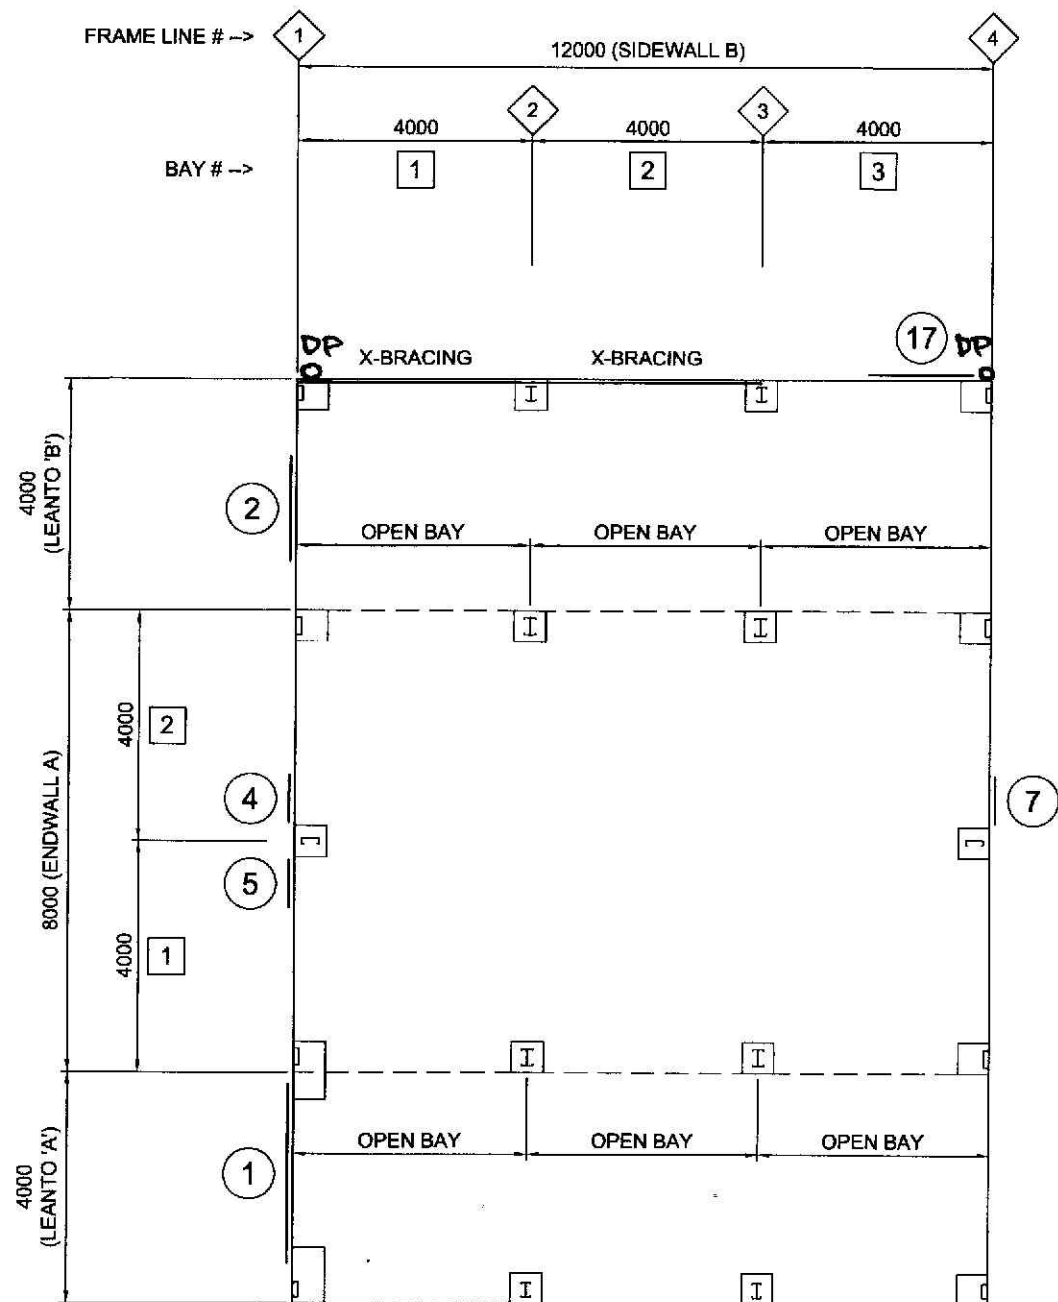 FRAME LINE # -->
1
4
12000 (SIDEWALL B)
2
3
4000
4000
4000
BAY # -->
1
2
3
DP
X-BRACING
X-BRACING
17
DP
4000
(LEANTO 'B')
2
OPEN BAY
OPEN BAY
OPEN BAY
8000 (ENDWALL A)
4000
2
4
7
5
4000
1
4000
(LEANTO 'A')
1
OPEN BAY
OPEN BAY
OPEN BAY